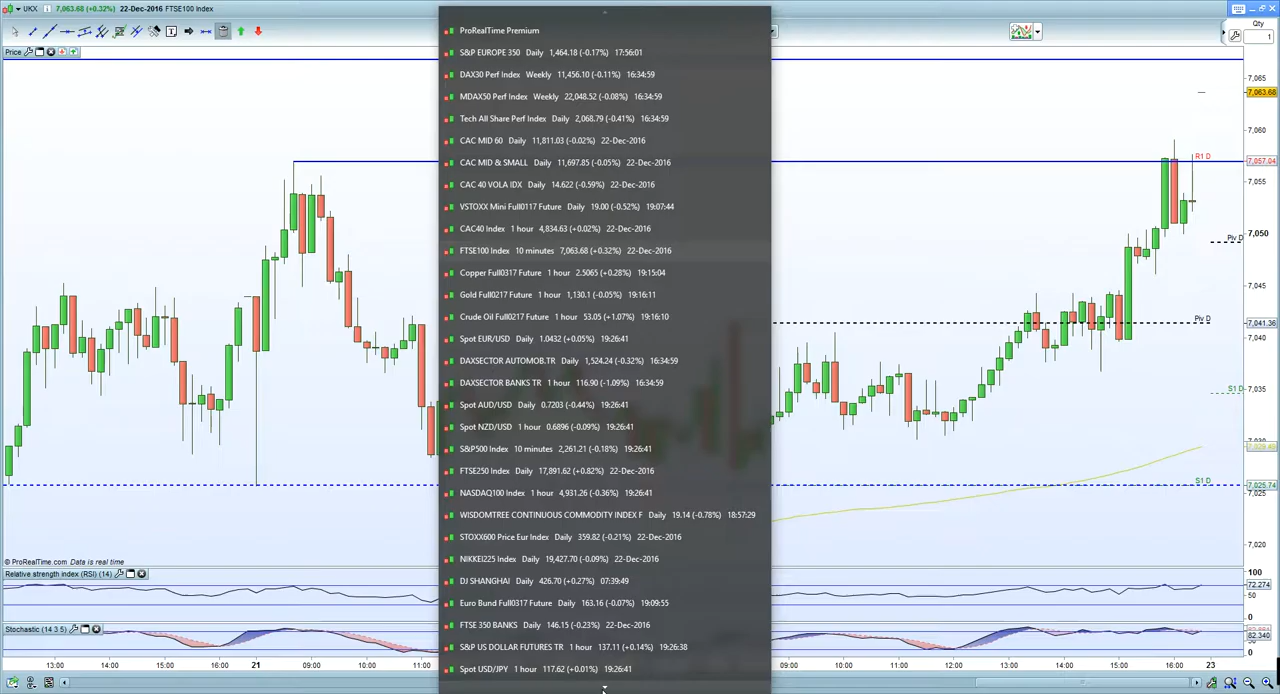 UKX 7,063.68 (+0.32%) 22-Dec-2016 FTSE100 Index
Qty
1
Price
ProRealTime Premium
S&P EUROPE 350 Daily 1,464.18 (-0.17%) 17:56:01
DAX30 Perf Index Weekly 11,456.10 (-0.11%) 16:34:59
MDAX50 Perf Index Weekly 22,048.52 (-0.08%) 16:34:59
Tech All Share Perf Index Daily 2,068.79 (-0.41%) 16:34:59
CAC MID 60 Daily 11,811.03 (-0.02%) 22-Dec-2016
CAC MID & SMALL Daily 11,697.85 (-0.05%) 22-Dec-2016
CAC 40 VOLA IDX Daily 14.622 (-0.59%) 22-Dec-2016
VSTOXX Mini Full0117 Future Daily 19.00 (-0.52%) 19:07:44
CAC40 Index 1 hour 4,834.63 (+0.02%) 22-Dec-2016
FTSE100 Index 10 minutes 7,063.68 (+0.32%) 22-Dec-2016
Copper Full0317 Future 1 hour 2.5065 (+0.28%) 19:15:04
Gold Full0217 Future 1 hour 1,130.1 (-0.05%) 19:16:11
Crude Oil Full0217 Future 1 hour 53.05 (+1.07%) 19:16:10
Spot EUR/USD Daily 1.0432 (+0.05%) 19:26:41
DAXSECTOR AUTOMOB.TR Daily 1,524.24 (-0.32%) 16:34:59
DAXSECTOR BANKS TR 1 hour 116.90 (-1.09%) 16:34:59
Spot AUD/USD Daily 0.7203 (-0.44%) 19:26:41
Spot NZD/USD 1 hour 0.6896 (-0.09%) 19:26:41
S&P500 Index 10 minutes 2,261.21 (-0.18%) 19:26:41
FTSE250 Index Daily 17,891.62 (+0.82%) 22-Dec-2016
NASDAQ100 Index 1 hour 4,931.26 (-0.36%) 19:26:41
WISDOMTREE CONTINUOUS COMMODITY INDEX F Daily 19.14 (-0.78%) 18:57:29
STOXX600 Price Eur Index Daily 359.82 (-0.21%) 22-Dec-2016
NIKKEI225 Index Daily 19,427.70 (-0.09%) 22-Dec-2016
DJ SHANGHAI Daily 426.70 (+0.27%) 07:39:49
Euro Bund Full0317 Future Daily 163.16 (-0.07%) 19:09:55
FTSE 350 BANKS Daily 146.15 (-0.23%) 22-Dec-2016
S&P US DOLLAR FUTURES TR 1 hour 137.11 (+0.14%) 19:26:38
Spot USD/JPY 1 hour 117.62 (+0.01%) 19:26:41
7,065
7,063.68
7,060
R1 D
7,057.04
7,055
7,050
Piv D
7,045
Piv D
7,041.36
7,040
7,035
S1 D
S1 D
7,025.74
7,025
7,020
© ProRealTime.com Data is real time
Relative strength index (RSI) (14)
100
72.274
50
0
Stochastic (14 3 5)
82.340
50
0
13:00 14:00 15:00 16:00 21 09:00 10:00 11:00 09:00 10:00 11:00 12:00 13:00 14:00 15:00 16:00 23